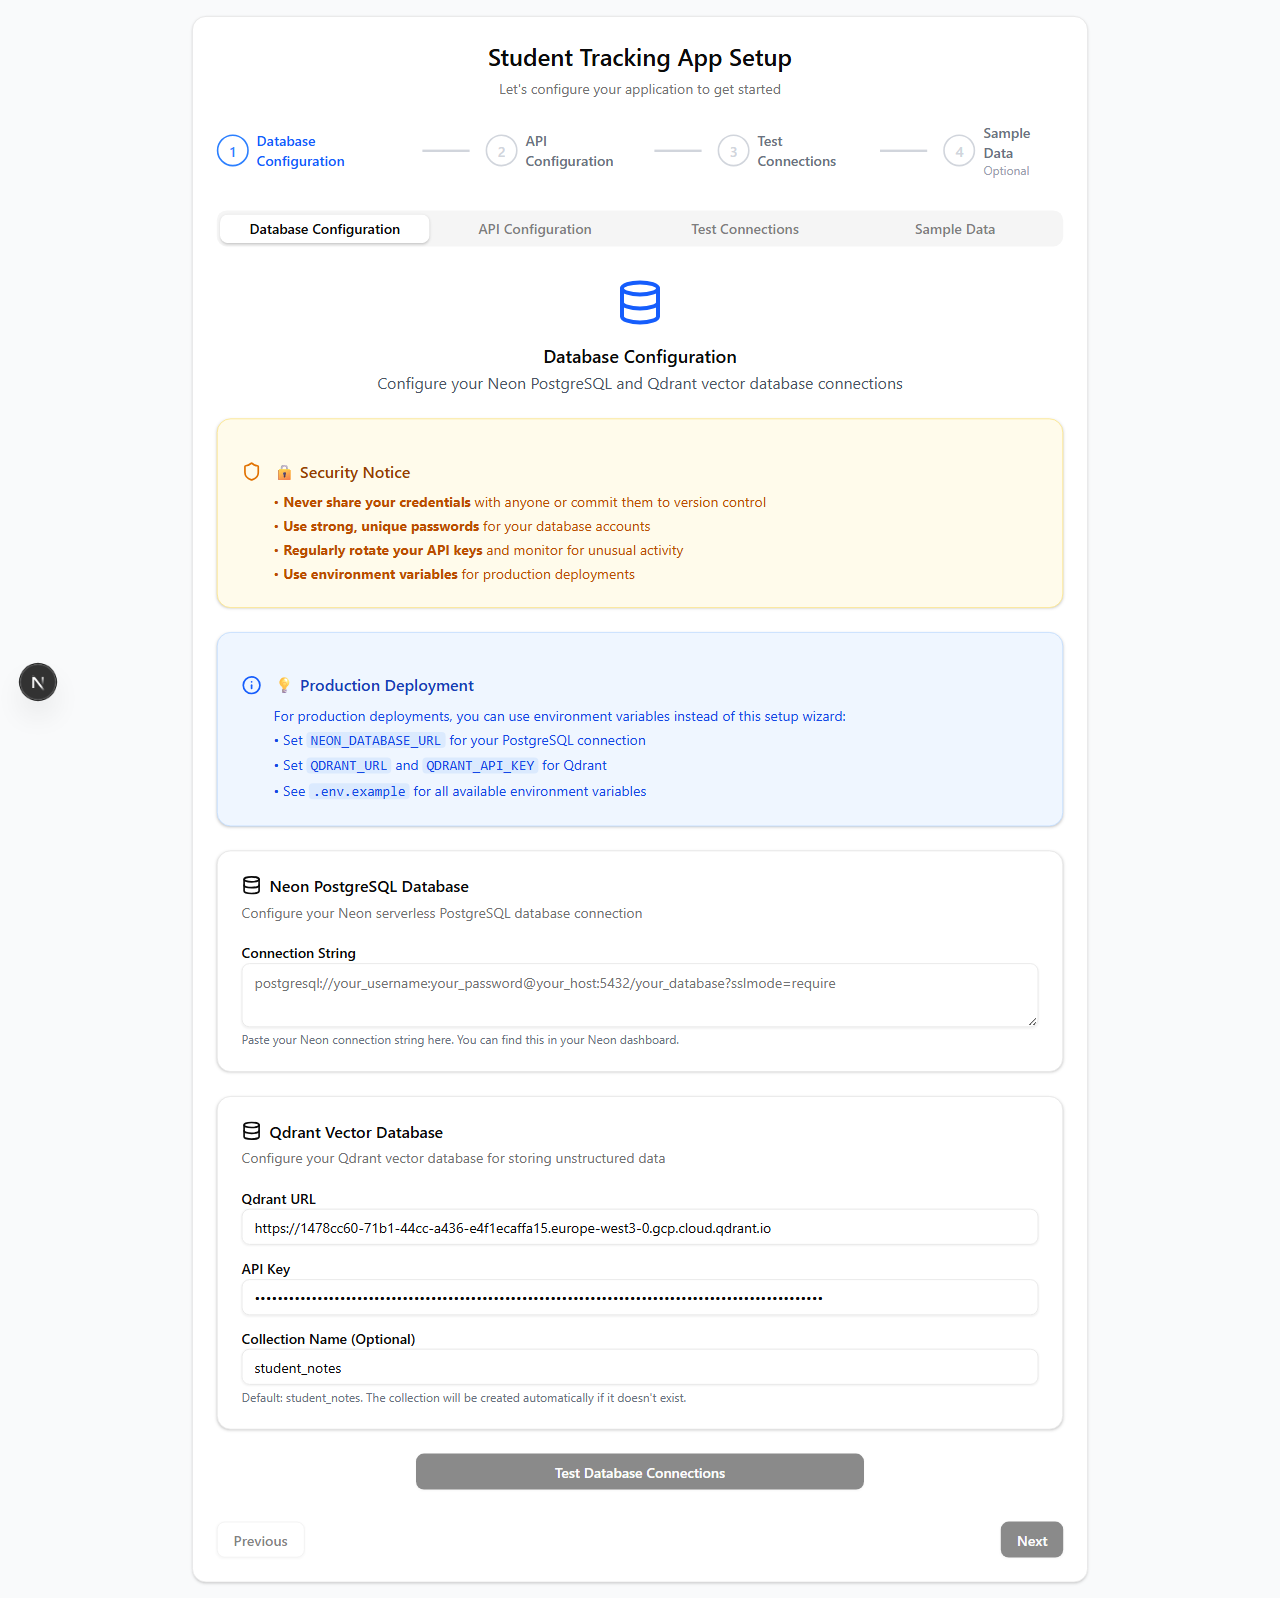 Student Tracking App Setup
Let's configure your application to get started
1
Database
Configuration
2
API
Configuration
3
Test
Connections
4
Sample
Data
Optional
Database Configuration
API Configuration
Test Connections
Sample Data
Database Configuration
Configure your Neon PostgreSQL and Qdrant vector database connections
🔒 Security Notice
• Never share your credentials with anyone or commit them to version control
• Use strong, unique passwords for your database accounts
• Regularly rotate your API keys and monitor for unusual activity
• Use environment variables for production deployments
N
💡 Production Deployment
For production deployments, you can use environment variables instead of this setup wizard:
• Set NEON_DATABASE_URL for your PostgreSQL connection
• Set QDRANT_URL and QDRANT_API_KEY for Qdrant
• See .env.example for all available environment variables
Neon PostgreSQL Database
Configure your Neon serverless PostgreSQL database connection
Connection String
postgresql://your_username:your_password@your_host:5432/your_database?sslmode=require
Paste your Neon connection string here. You can find this in your Neon dashboard.
Qdrant Vector Database
Configure your Qdrant vector database for storing unstructured data
Qdrant URL
https://1478cc60-71b1-44cc-a436-e4f1ecaffa15.europe-west3-0.gcp.cloud.qdrant.io
API Key
Collection Name (Optional)
student_notes
Default: student_notes. The collection will be created automatically if it doesn't exist.
Test Database Connections
Previous
Next